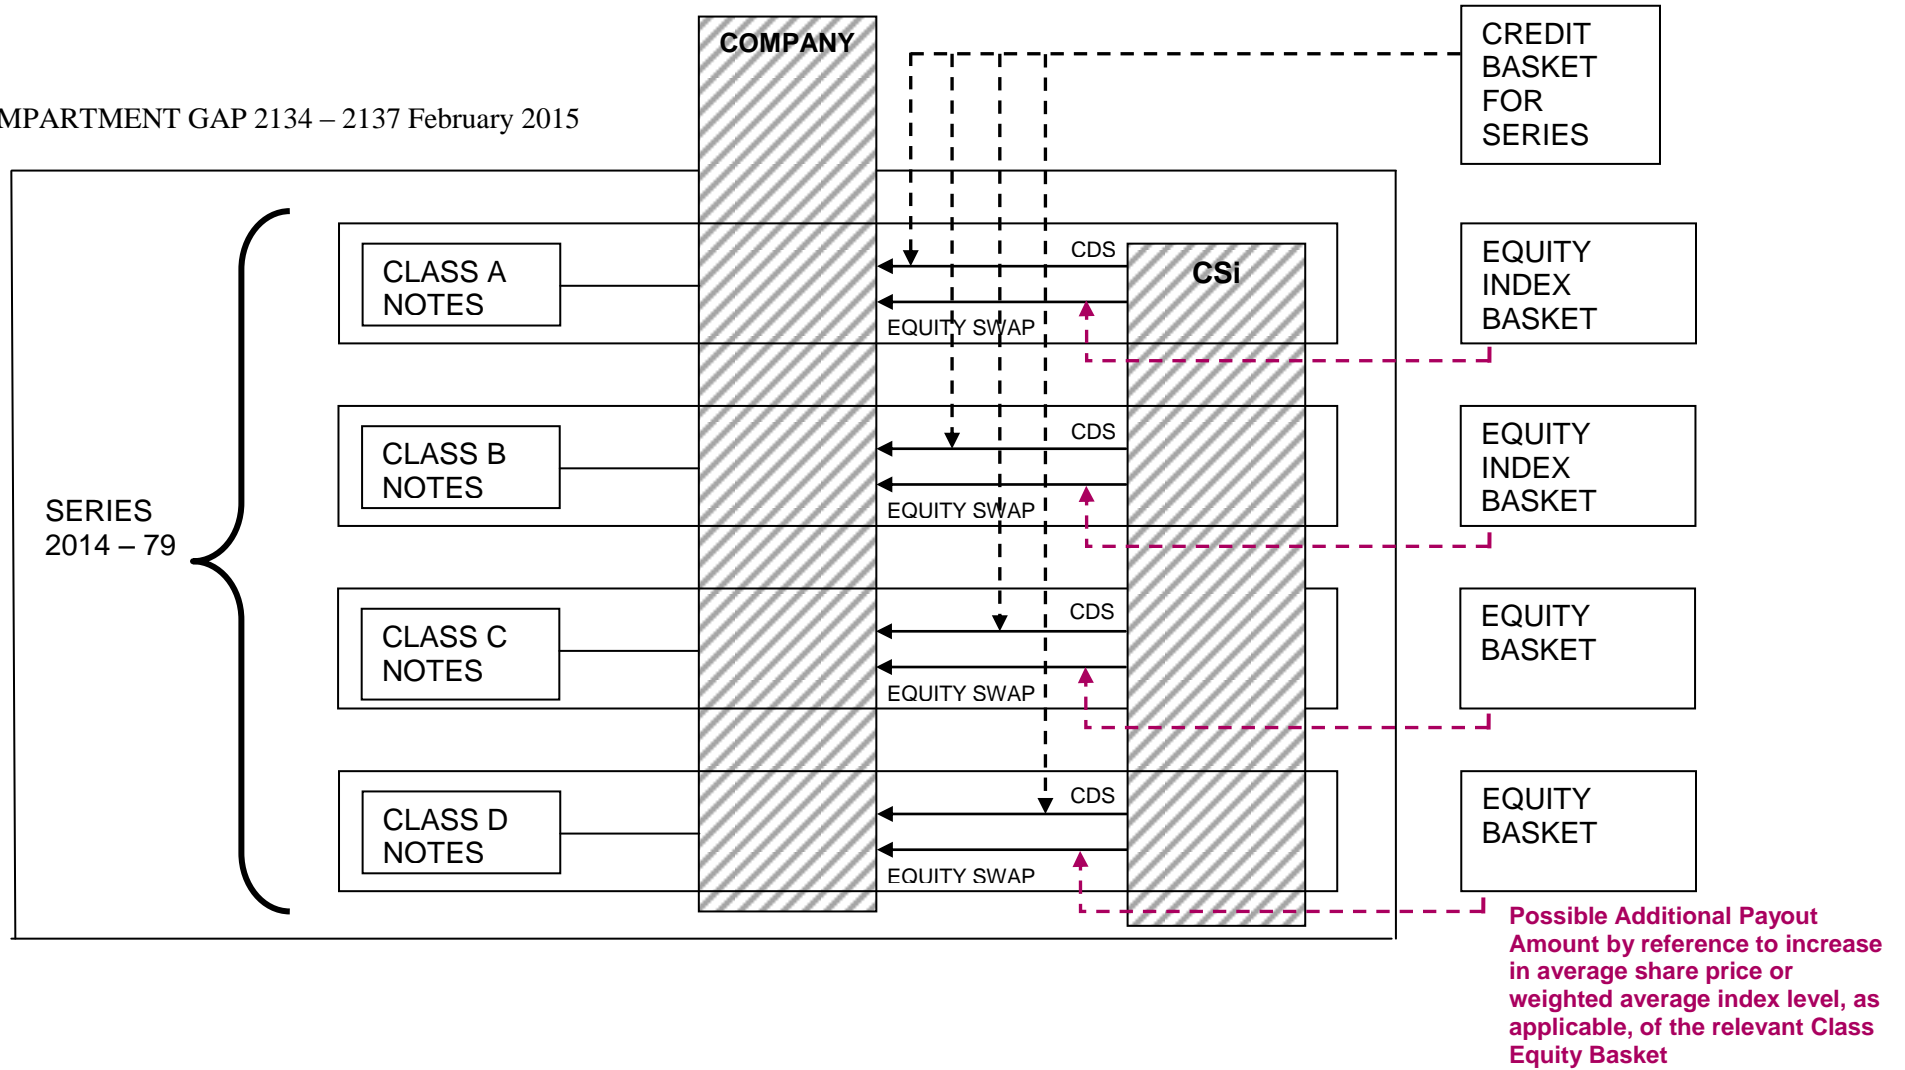 COMPANY
CREDIT
BASKET
FOR
SERIES
MPARTMENT GAP 2134 – 2137 February 2015
CLASS A
NOTES
CDS
EQUITY SWAP
CSi
EQUITY
INDEX
BASKET
CLASS B
NOTES
CDS
EQUITY SWAP
EQUITY
INDEX
BASKET
SERIES
2014 – 79
CLASS C
NOTES
CDS
EQUITY SWAP
EQUITY
BASKET
CLASS D
NOTES
CDS
EQUITY SWAP
EQUITY
BASKET
Possible Additional Payout
Amount by reference to increase
in average share price or
weighted average index level, as
applicable, of the relevant Class
Equity Basket